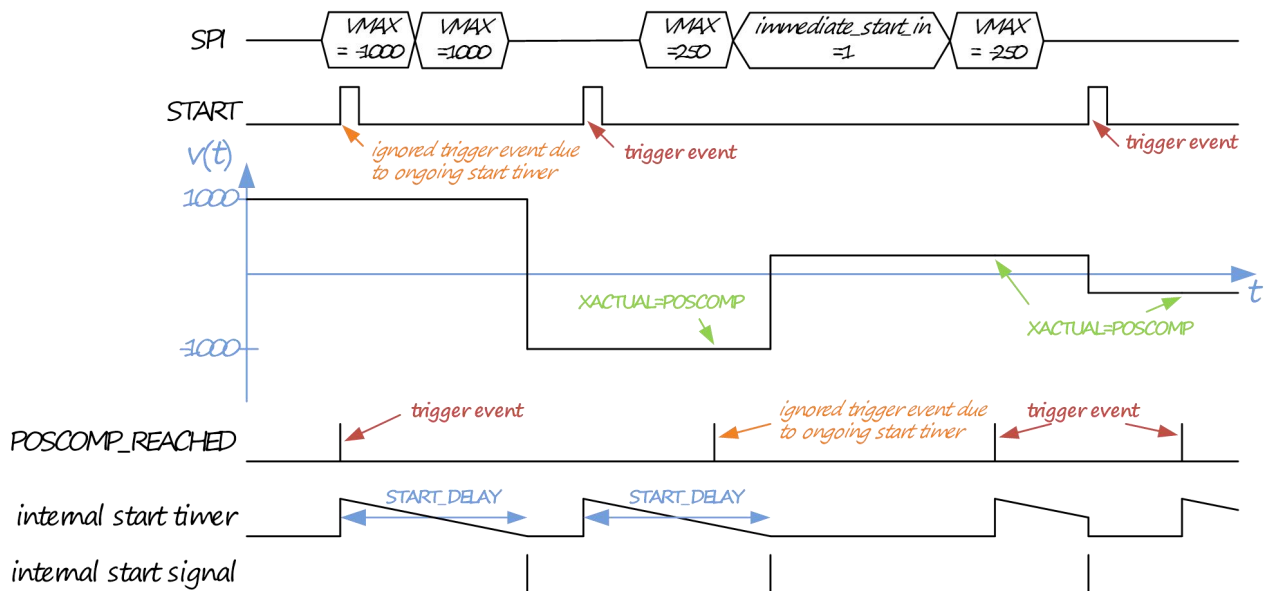 SPI
VMAX
= -1000
VMAX
=1000
VMAX
=250
immediate_start_in
=1
VMAX
= -250
START
ignored trigger event due
to ongoing start timer
trigger event
trigger event
v(t)
1000
XACTUAL=POSCOMP
t
XACTUAL=POSCOMP
-1000
POSCOMP_REACHED
trigger event
ignored trigger event due
to ongoing start timer
trigger event
internal start timer
START_DELAY
START_DELAY
internal start signal